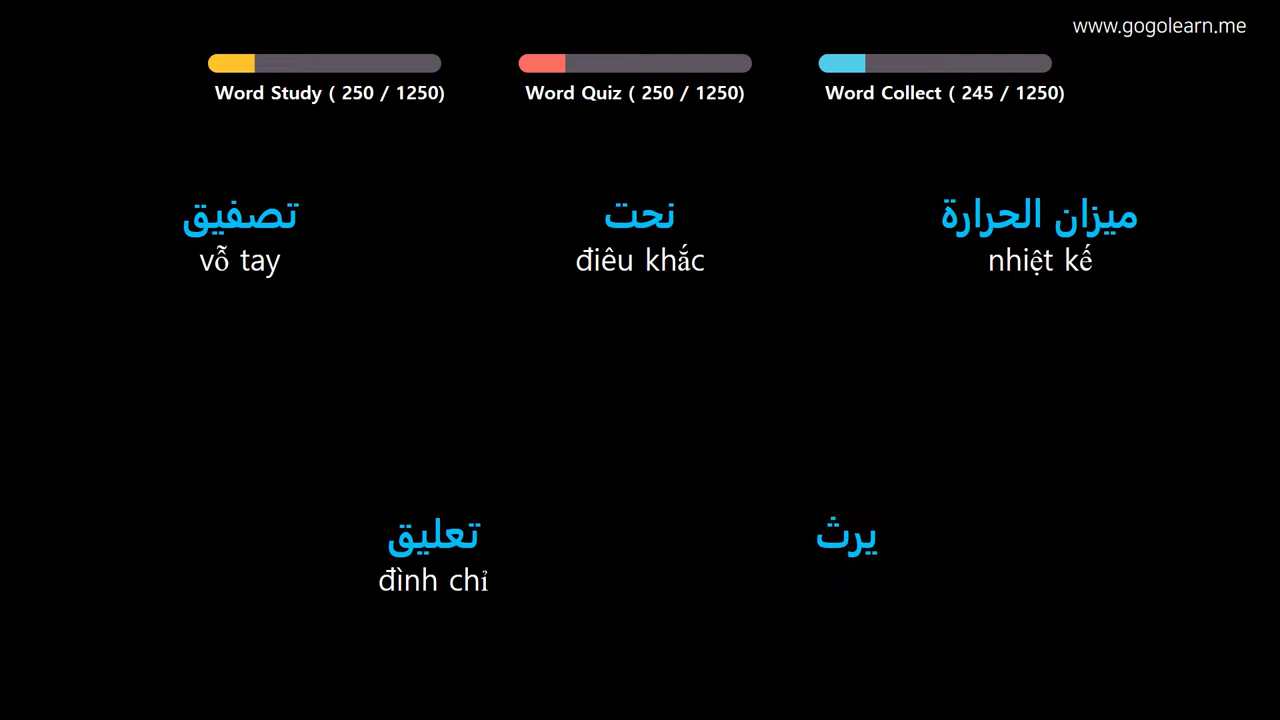 www.gogolearn.me
Word Study ( 250 / 1250)
Word Quiz ( 250 / 1250)
Word Collect ( 245 / 1250)
تصفيق
vỗ tay
نحت
điêu khắc
ميزان الحرارة
nhiệt kế
تعليق
đình chỉ
يرث